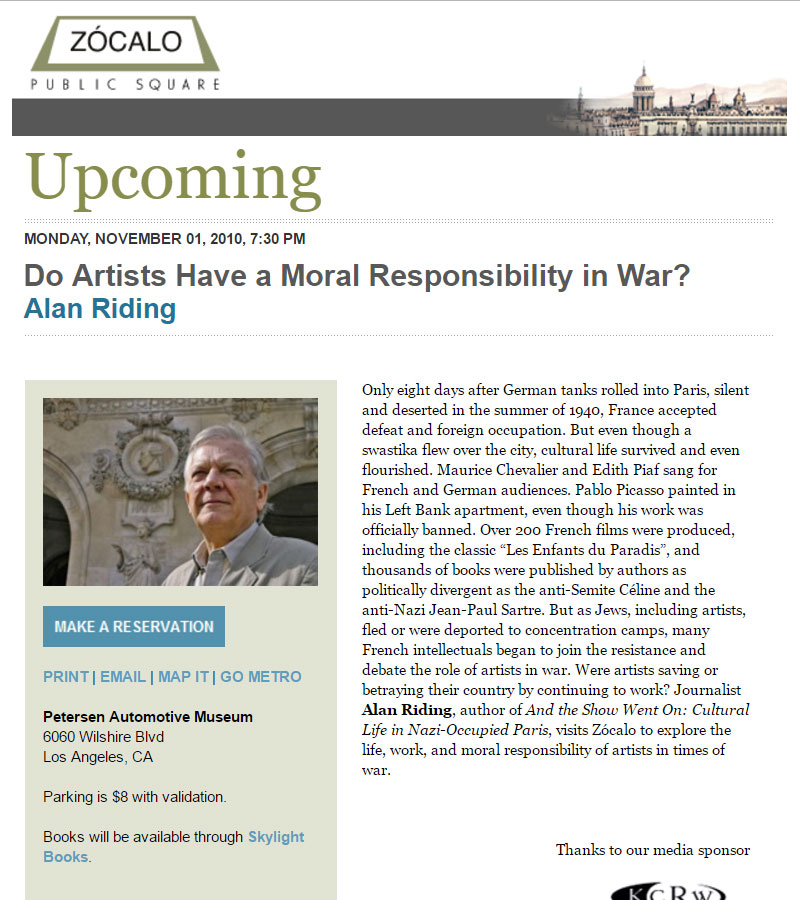 ZÓCALO
PUBLIC SQUARE
Upcoming
MONDAY, NOVEMBER 01, 2010, 7:30 PM
Do Artists Have a Moral Responsibility in War?
Alan Riding
MAKE A RESERVATION
PRINT | EMAIL | MAP IT | GO METRO
Petersen Automotive Museum
6060 Wilshire Blvd
Los Angeles, CA
Parking is $8 with validation.
Books will be available through Skylight
Books.
Only eight days after German tanks rolled into Paris, silent
and deserted in the summer of 1940, France accepted
defeat and foreign occupation. But even though a
swastika flew over the city, cultural life survived and even
flourished. Maurice Chevalier and Edith Piaf sang for
French and German audiences. Pablo Picasso painted in
his Left Bank apartment, even though his work was
officially banned. Over 200 French films were produced,
including the classic “Les Enfants du Paradis”, and
thousands of books were published by authors as
politically divergent as the anti-Semite Céline and the
anti-Nazi Jean-Paul Sartre. But as Jews, including artists,
fled or were deported to concentration camps, many
French intellectuals began to join the resistance and
debate the role of artists in war. Were artists saving or
betraying their country by continuing to work? Journalist
Alan Riding, author of And the Show Went On: Cultural
Life in Nazi-Occupied Paris, visits Zócalo to explore the
life, work, and moral responsibility of artists in times of
war.
Thanks to our media sponsor
KCRW